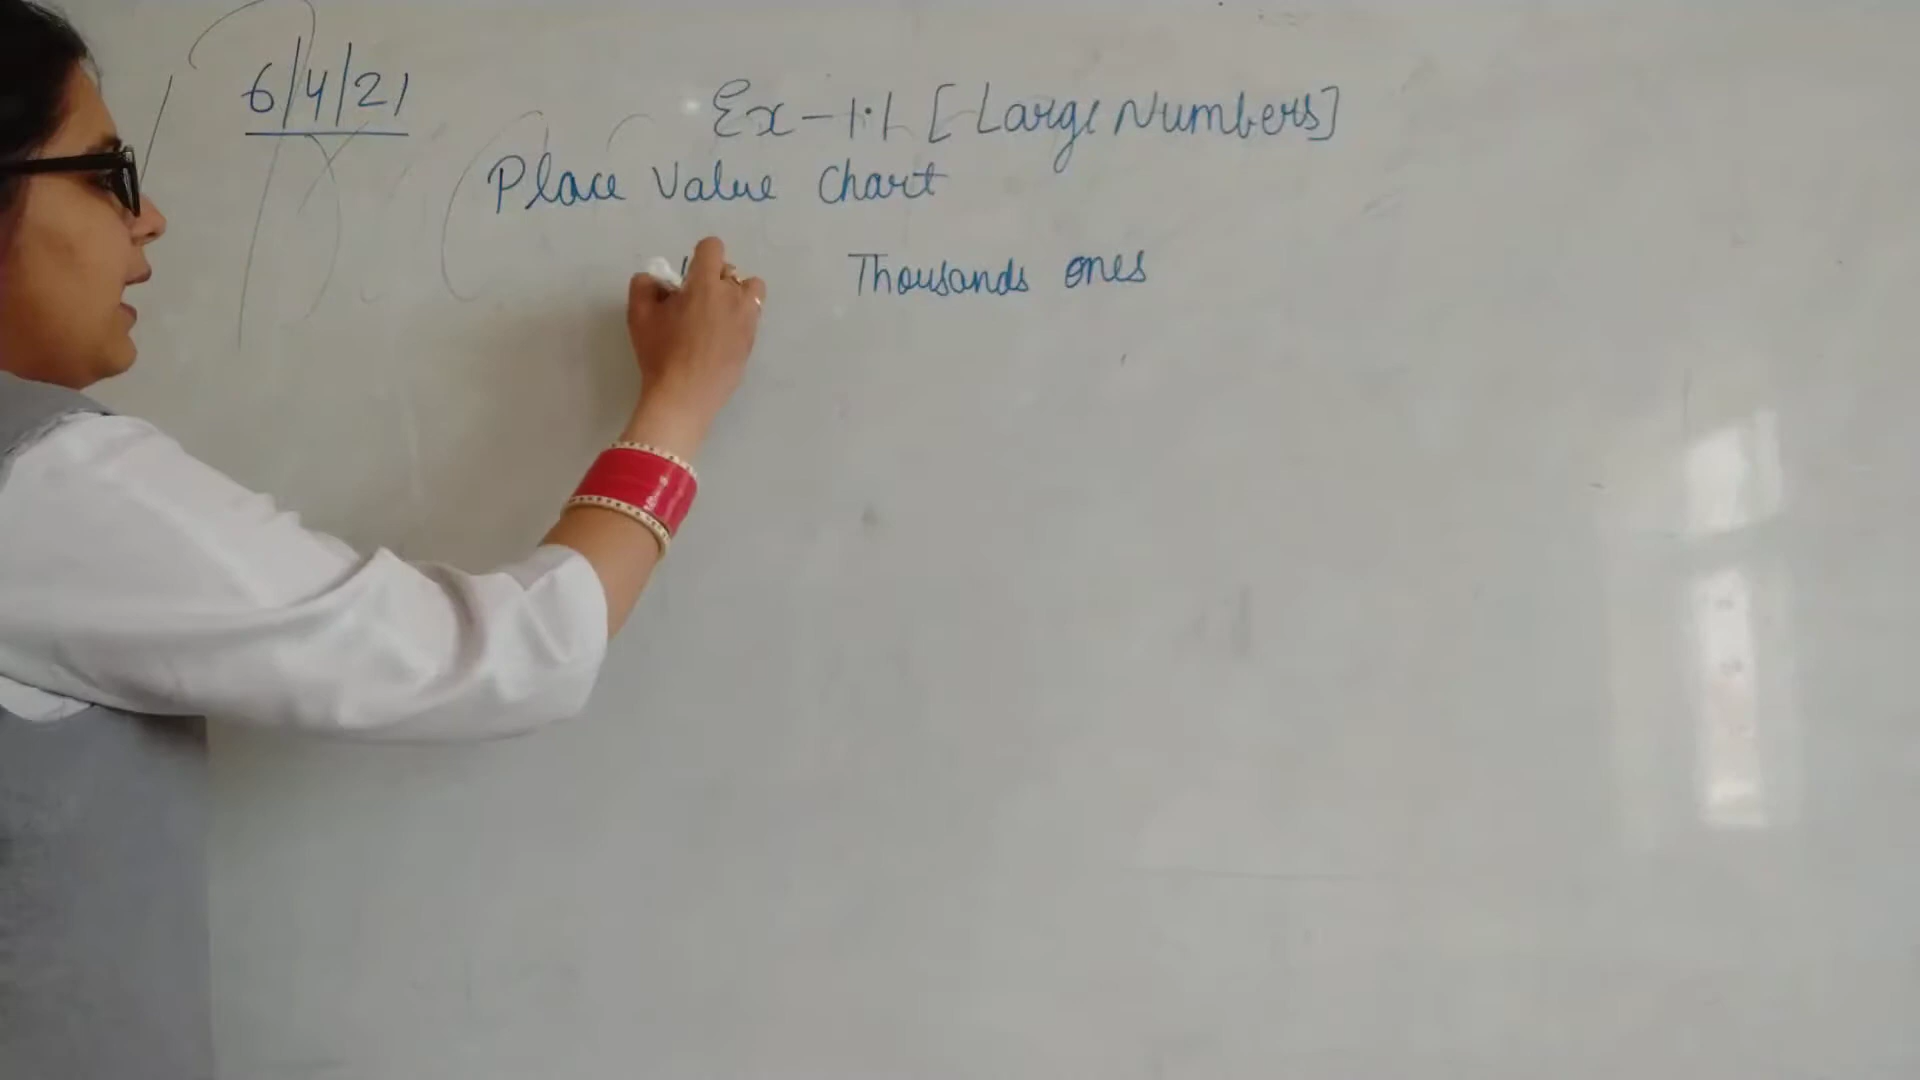 6/4/21
Ex-1.1 [Large Numbers]
Place Value Chart
Thousands ones